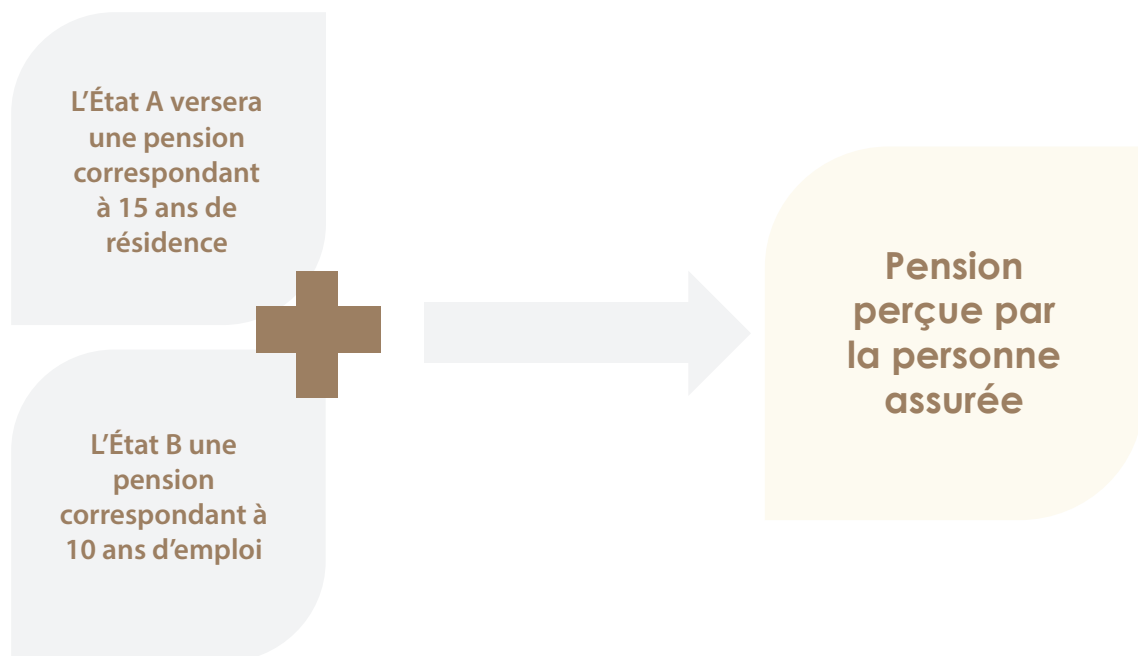 L’État A versera
une pension
correspondant
à 15 ans de
résidence
L’État B une
pension
correspondant à
10 ans d’emploi
Pension
perçue par
la personne
assurée